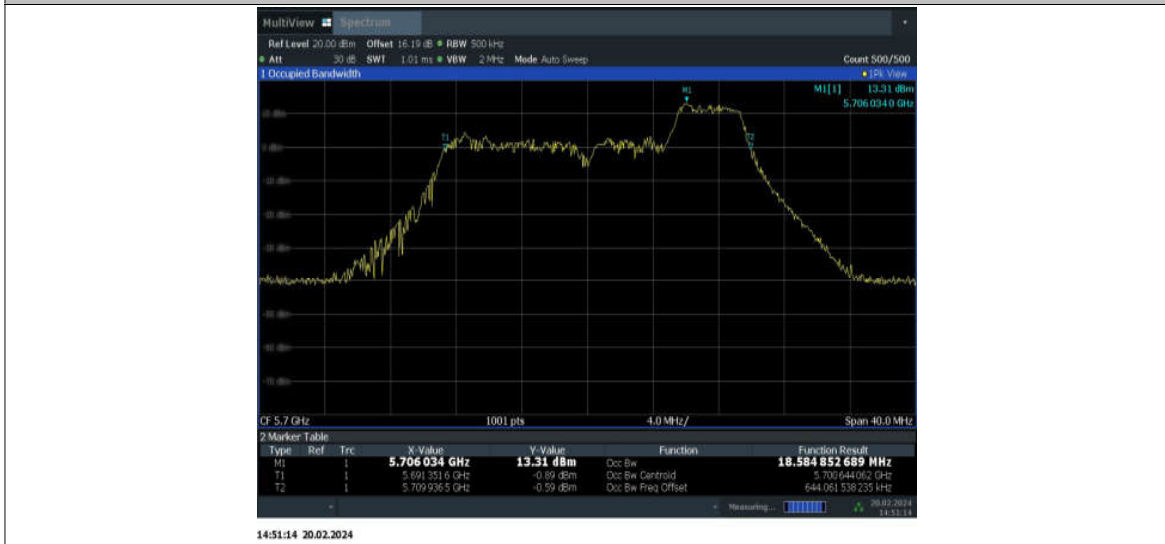 MultiView Spectrum
Ref Level 20.00 dBm Offset 16.19 dB RBW 500 kHz
Att 30 dB SWT 1.01 ms VBW 2 MHz Mode Auto Sweep Count 500/500
1 Occupied Bandwidth 1Pk View
M1[1] 13.31 dBm
5.706 034 0 GHz
M1
T1
T2
CF 5.7 GHz 1001 pts 4.0 MHz/ Span 40.0 MHz
2 Marker Table
Type Ref Trc X-Value Y-Value Function Function Result
M1 1 5.706 034 GHz 13.31 dBm Occ Bw 18.584 852 689 MHz
T1 1 5.691 351 6 GHz -0.89 dBm Occ Bw Centroid 5.700 644 062 GHz
T2 1 5.709 936 5 GHz -0.59 dBm Occ Bw Freq Offset 644.061 538 235 kHz
Measuring... 20.02.2024
14:51:14
14:51:14 20.02.2024